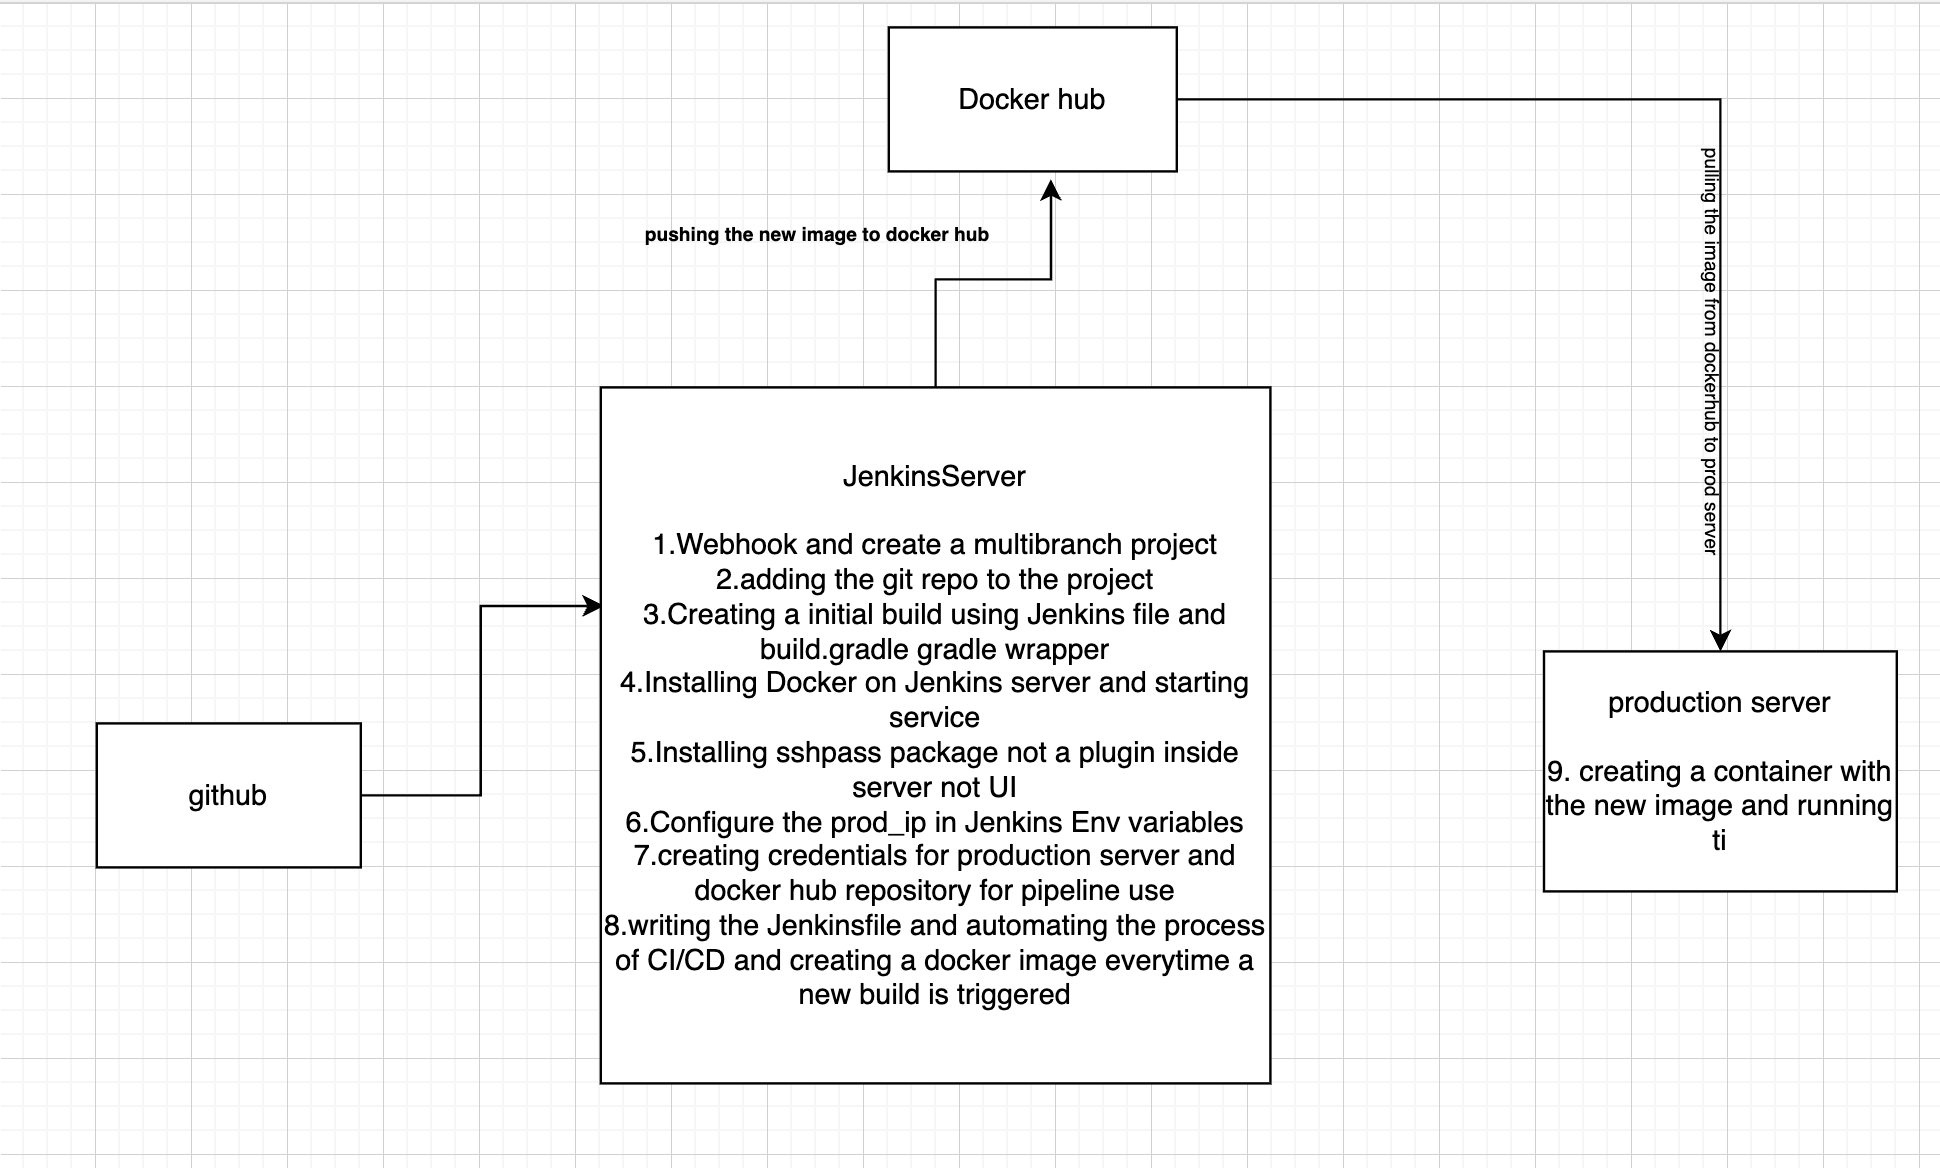 Docker hub
pushing the new image to docker hub
pulling the image from dockerhub to prod server
JenkinsServer
1.Webhook and create a multibranch project
2.adding the git repo to the project
3.Creating a initial build using Jenkins file and
build.gradle gradle wrapper
4.Installing Docker on Jenkins server and starting
service
5.Installing sshpass package not a plugin inside
server not UI
6.Configure the prod_ip in Jenkins Env variables
7.creating credentials for production server and
docker hub repository for pipeline use
8.writing the Jenkinsfile and automating the process
of CI/CD and creating a docker image everytime a
new build is triggered
github
production server
9. creating a container with
the new image and running
ti